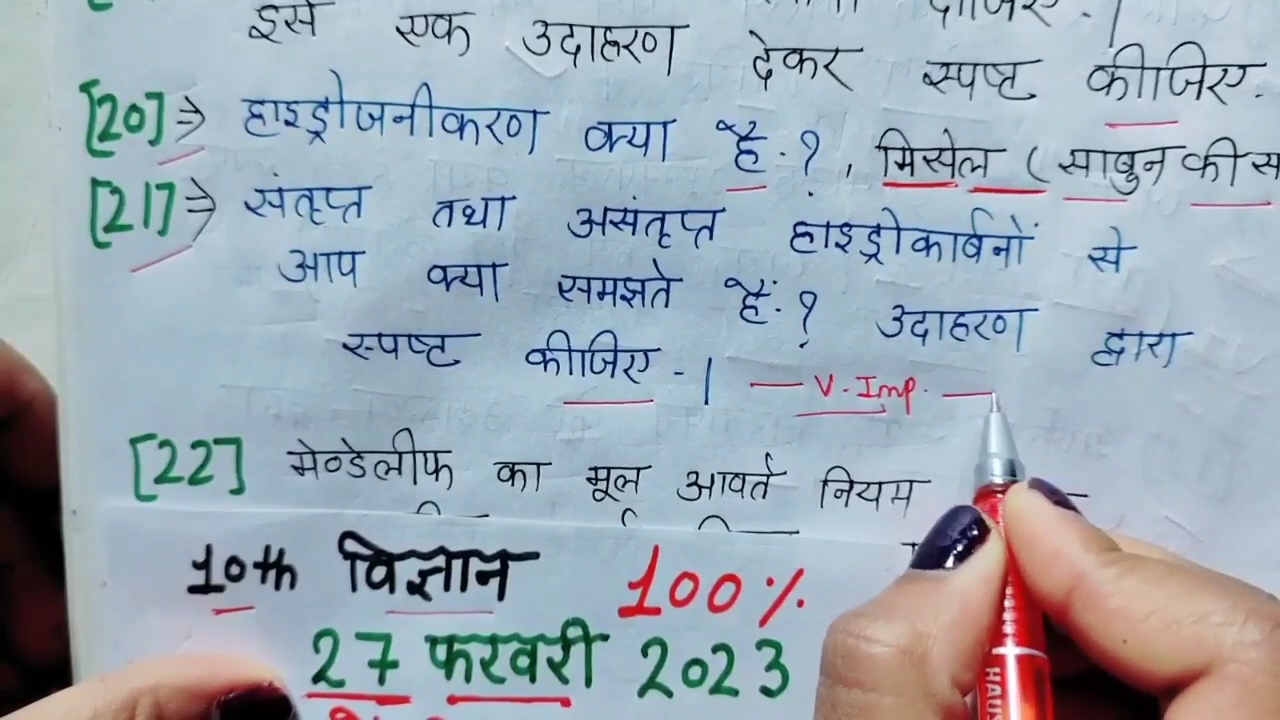 दीजिए.।
इसे एक उदाहरण देकर स्पष्ट कीजिए.
[20]⇒ हाइड्रोजनीकरण क्या है.?, मिसेल (साबुन की स
[21]⇒ संतृप्त तथा असंतृप्त हाइड्रोकार्बनों से
आप क्या समझते हैं.? उदाहरण द्वारा
स्पष्ट कीजिए -। — V. Imp. —
[22] मेण्डेलीफ का मूल आवर्त नियम
10th विज्ञान 100%
27 फरवरी 2023
HAUS